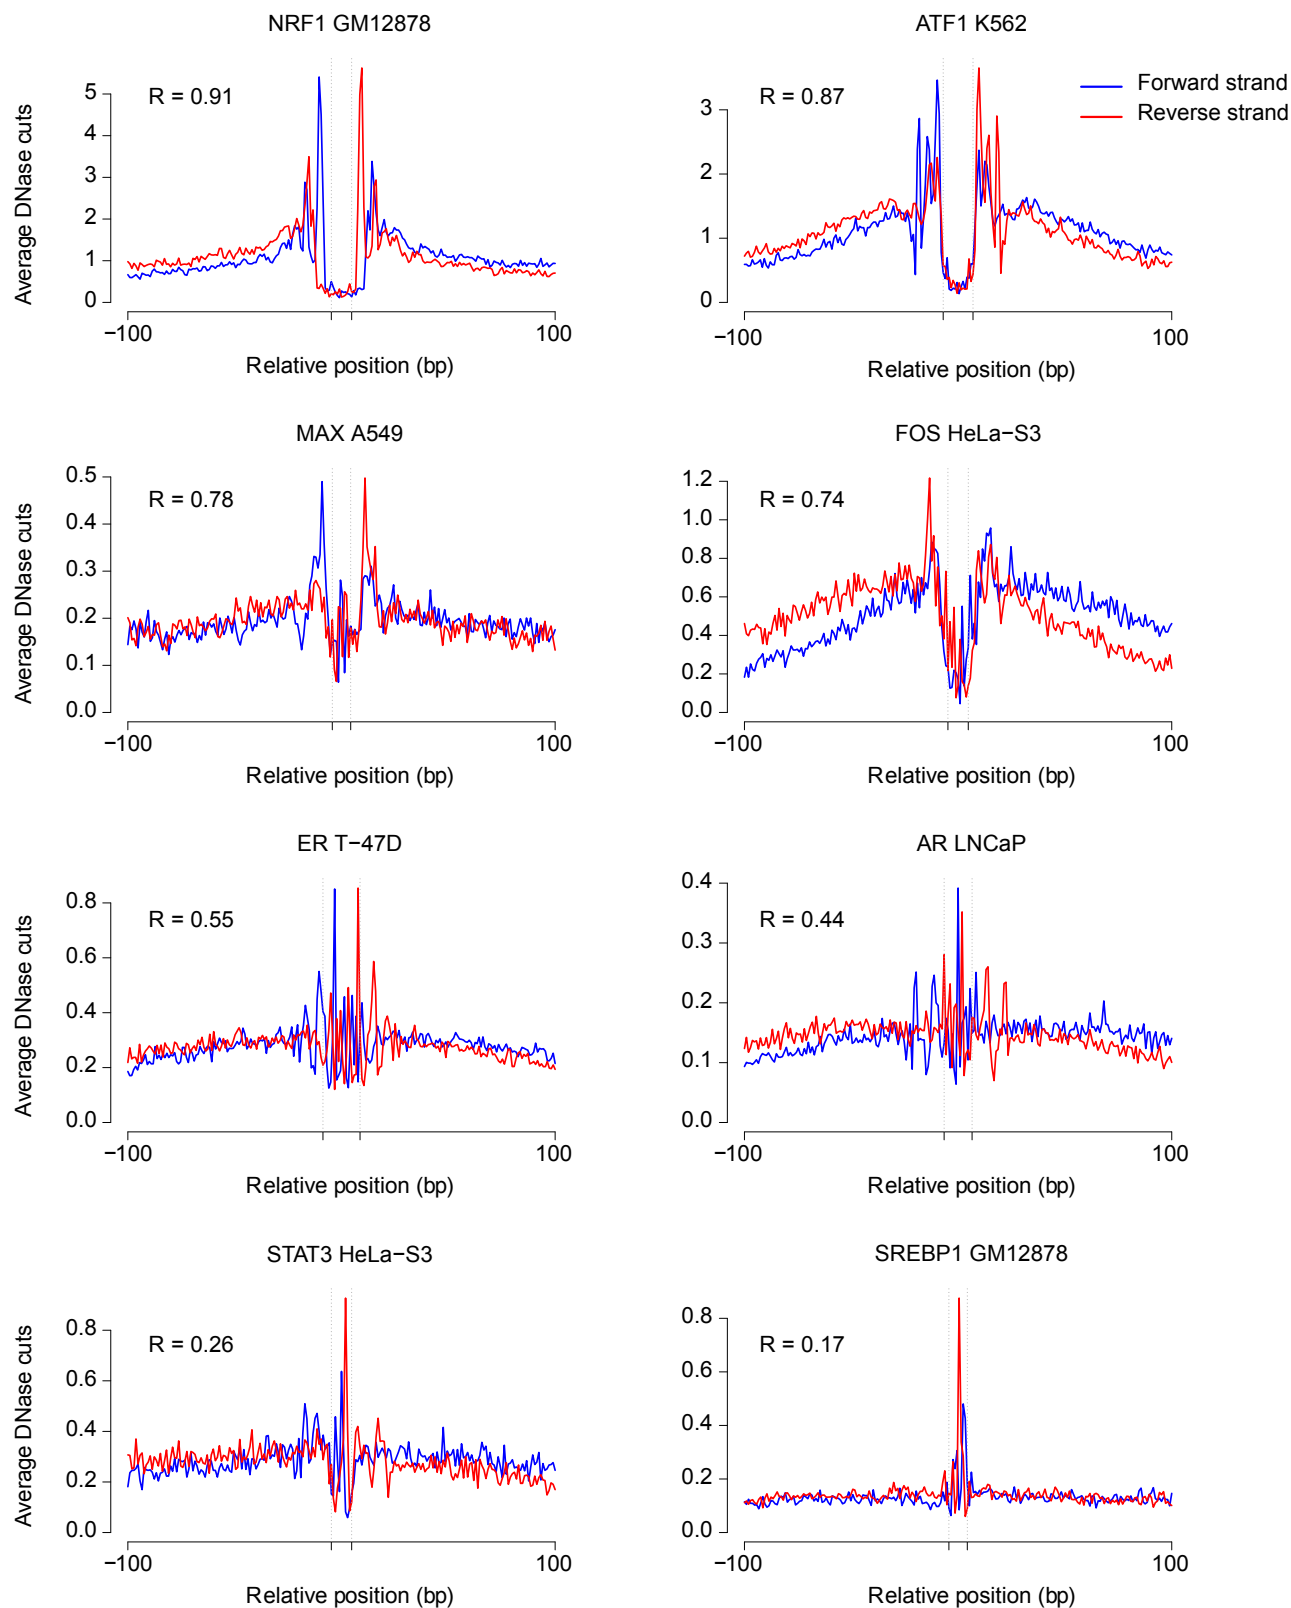 NRF1 GM12878
Average DNase cuts
5
4
3
2
1
0
R = 0.91
−100
100
Relative position (bp)
ATF1 K562
3
2
1
0
R = 0.87
Forward strand
Reverse strand
−100
100
Relative position (bp)
MAX A549
Average DNase cuts
0.5
0.4
0.3
0.2
0.1
0.0
R = 0.78
−100
100
Relative position (bp)
FOS HeLa−S3
1.2
1.0
0.8
0.6
0.4
0.2
0.0
R = 0.74
−100
100
Relative position (bp)
ER T−47D
Average DNase cuts
0.8
0.6
0.4
0.2
0.0
R = 0.55
−100
100
Relative position (bp)
AR LNCaP
0.4
0.3
0.2
0.1
0.0
R = 0.44
−100
100
Relative position (bp)
STAT3 HeLa−S3
Average DNase cuts
0.8
0.6
0.4
0.2
0.0
R = 0.26
−100
100
Relative position (bp)
SREBP1 GM12878
0.8
0.6
0.4
0.2
0.0
R = 0.17
−100
100
Relative position (bp)